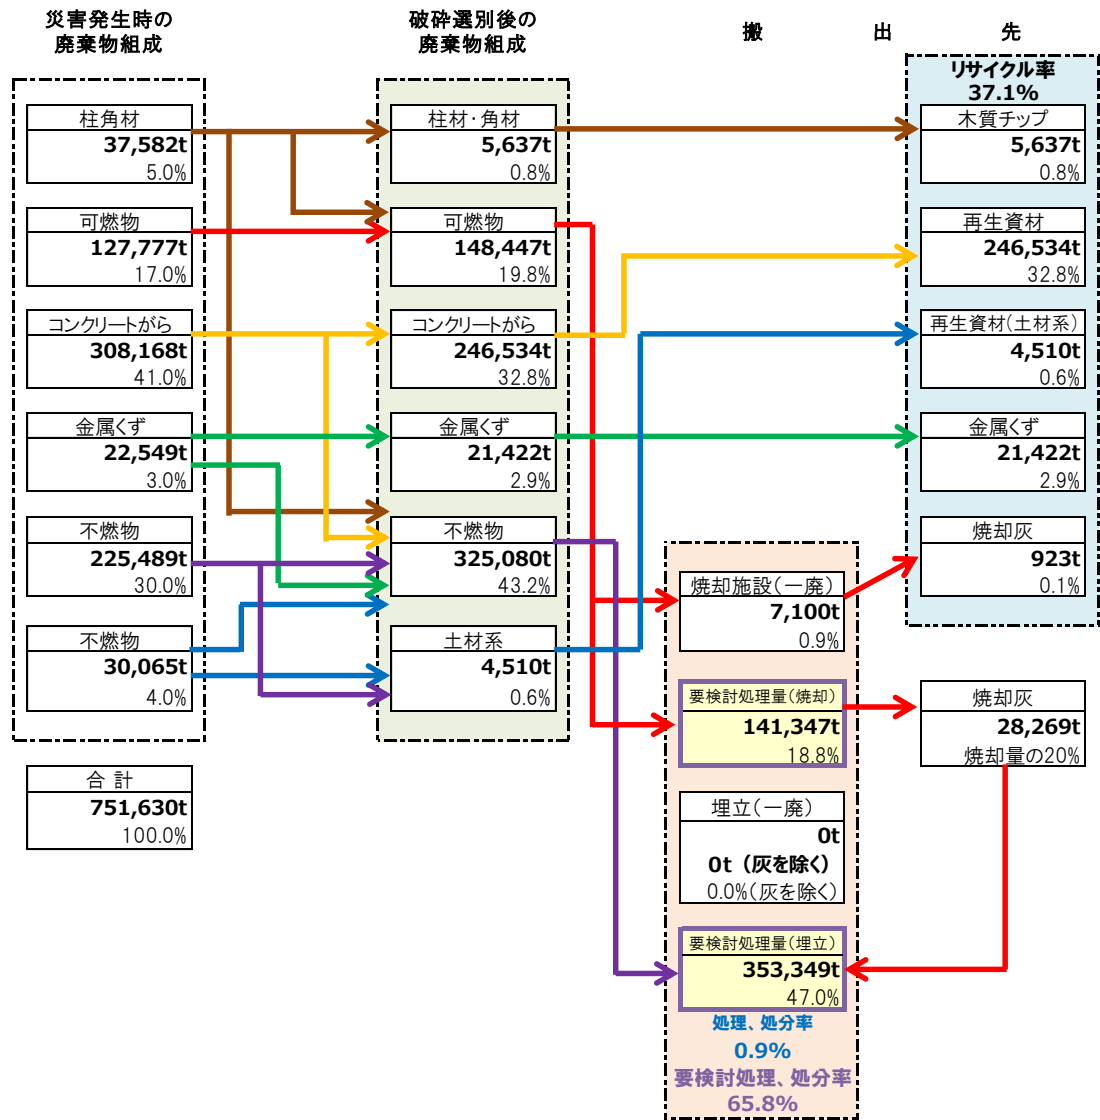 災害発生時の
廃棄物組成
破砕選別後の
廃棄物組成
搬 出 先
リサイクル率
37.1%
柱角材
37,582t
5.0%
柱材・角材
5,637t
0.8%
木質チップ
5,637t
0.8%
可燃物
127,777t
17.0%
可燃物
148,447t
19.8%
再生資材
246,534t
32.8%
コンクリートがら
308,168t
41.0%
コンクリートがら
246,534t
32.8%
再生資材(土材系)
4,510t
0.6%
金属くず
22,549t
3.0%
金属くず
21,422t
2.9%
金属くず
21,422t
2.9%
不燃物
225,489t
30.0%
不燃物
325,080t
43.2%
焼却施設(一廃)
7,100t
0.9%
焼却灰
923t
0.1%
不燃物
30,065t
4.0%
土材系
4,510t
0.6%
要検討処理量(焼却)
141,347t
18.8%
焼却灰
28,269t
焼却量の20%
合 計
751,630t
100.0%
埋立(一廃)
0t
0t (灰を除く)
0.0%(灰を除く)
要検討処理量(埋立)
353,349t
47.0%
処理、処分率
0.9%
要検討処理、処分率
65.8%